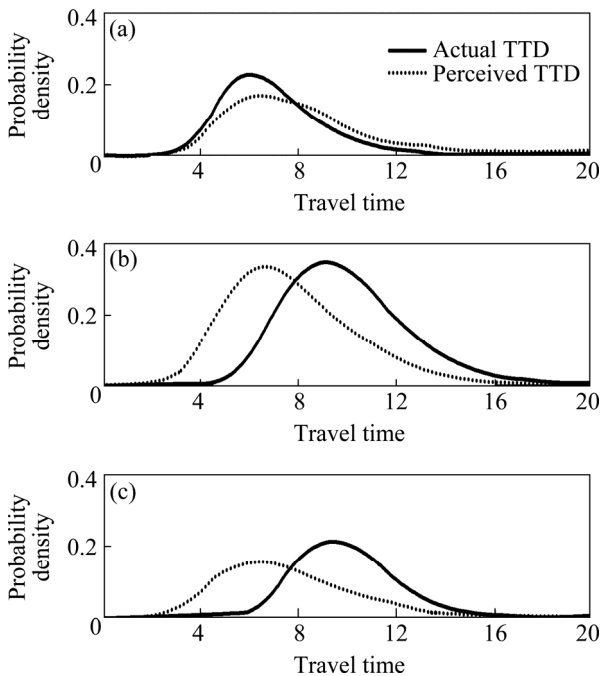 Probability
density
0.4
(a)
Actual TTD
Perceived TTD
0.2
0
4
8
12
16
20
Travel time
Probability
density
0.4
(b)
0.2
0
4
8
12
16
20
Travel time
Probability
density
0.4
(c)
0.2
0
4
8
12
16
20
Travel time